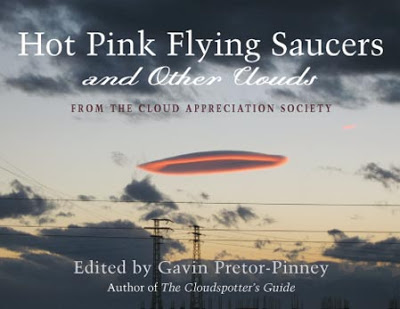 Hot Pink Flying Saucers
and Other Clouds
FROM THE CLOUD APPRECIATION SOCIETY
Edited by Gavin Pretor-Pinney
Author of The Cloudspotter's Guide